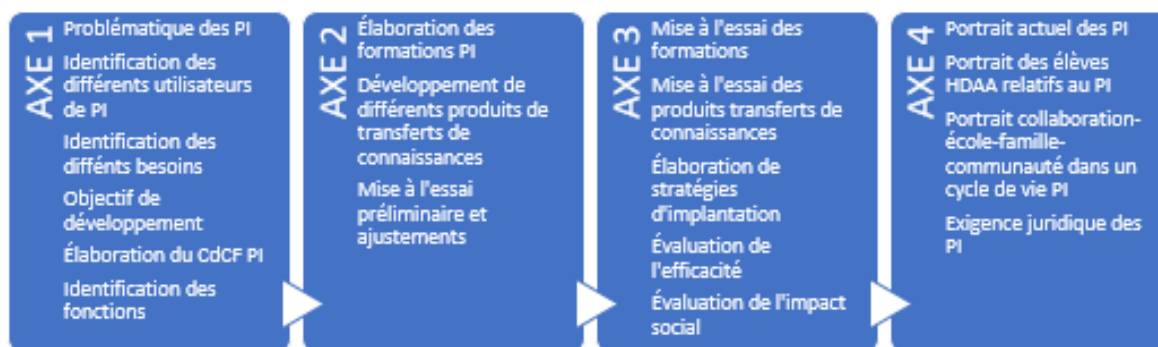 AXE 1
Problématique des PI
Identification des
différents utilisateurs
de PI
Identification des
différnts besoins
Objectif de
développement
Élaboration du CdCF PI
Identification des
fonctions
AXE 2
Élaboration des
formations PI
Développement de
différents produits de
transferts de
connaissances
Mise à l'essai
préliminaire et
ajustements
AXE 3
Mise à l'essai des
formations
Mise à l'essai des
produits transferts de
connaissances
Élaboration de
stratégies
d'implantation
Évaluation de
l'efficacité
Évaluation de l'impact
social
AXE 4
Portrait actuel des PI
Portrait des élèves
HDAA relatifs au PI
Portrait collaboration-
école-famille-
communauté dans un
cycle de vie PI
Exigence juridique des
PI